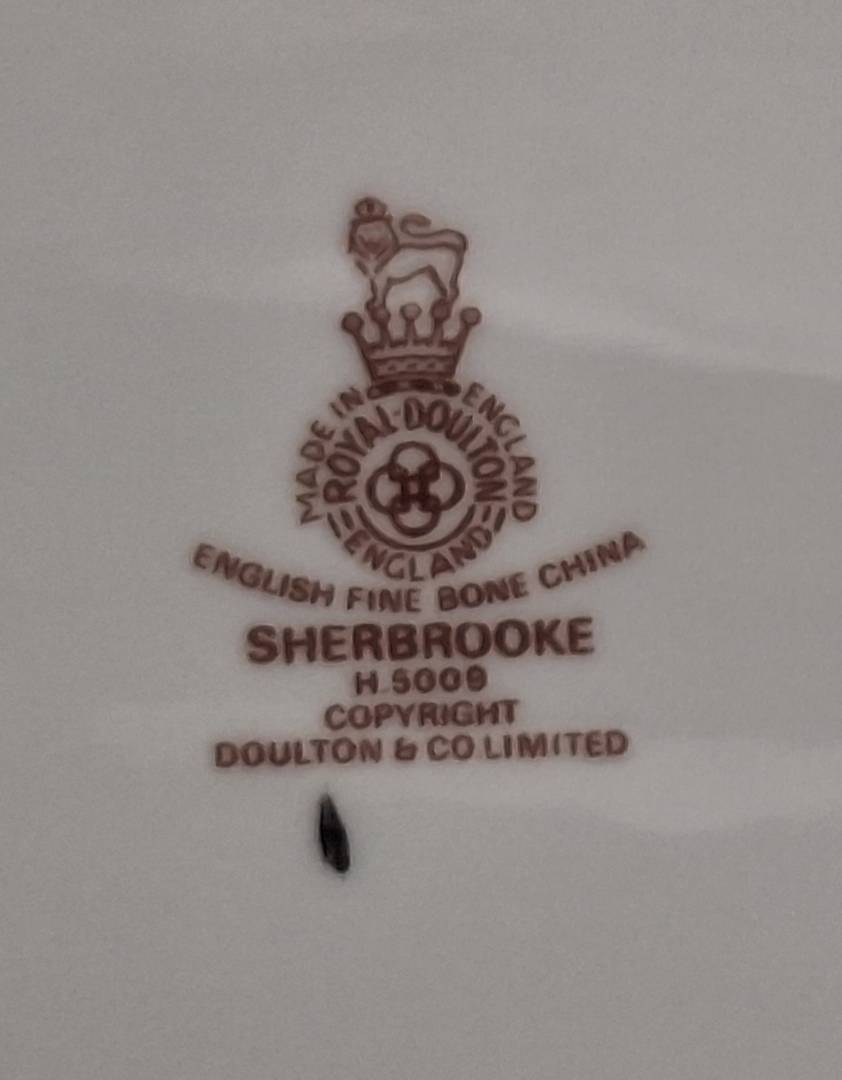 MADE IN ENGLAND
ROYAL·DOULTON
ENGLAND
ENGLISH FINE BONE CHINA
SHERBROOKE
H.5009
COPYRIGHT
DOULTON & CO LIMITED